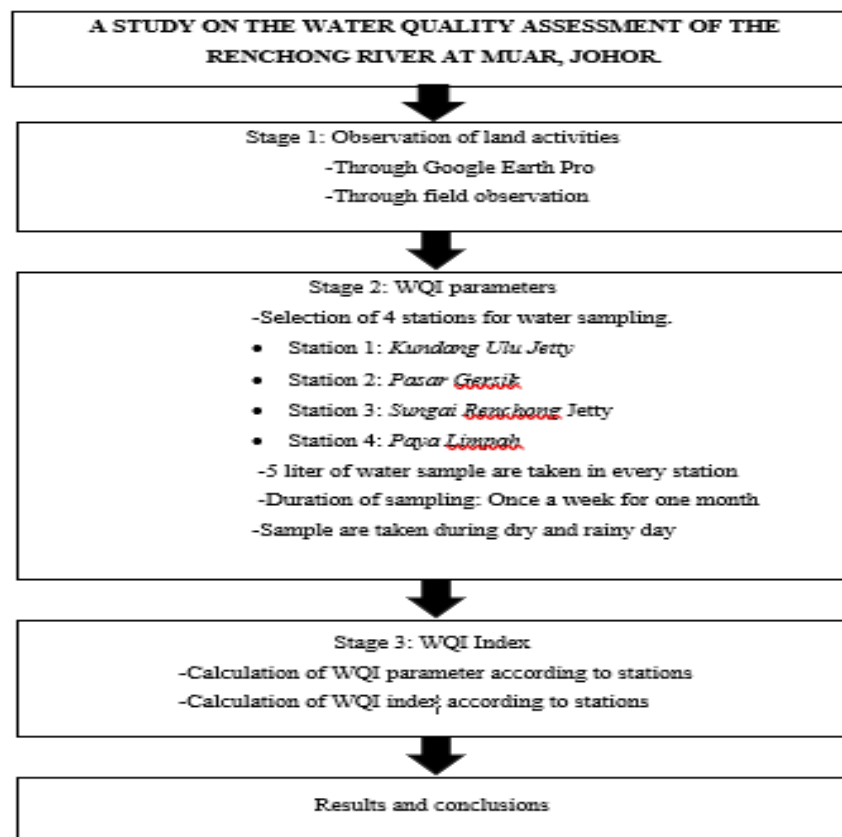 A STUDY ON THE WATER QUALITY ASSESSMENT OF THE
RENCHONG RIVER AT MUAR, JOHOR.
Stage 1: Observation of land activities
-Through Google Earth Pro
-Through field observation
Stage 2: WQI parameters
-Selection of 4 stations for water sampling.
• Station 1: Kundang Ulu Jetty
• Station 2: Pasar Gersik
• Station 3: Sungai Renchong Jetty
• Station 4: Paya Limpah
-5 liter of water sample are taken in every station
-Duration of sampling: Once a week for one month
-Sample are taken during dry and rainy day
Stage 3: WQI Index
-Calculation of WQI parameter according to stations
-Calculation of WQI index according to stations
Results and conclusions